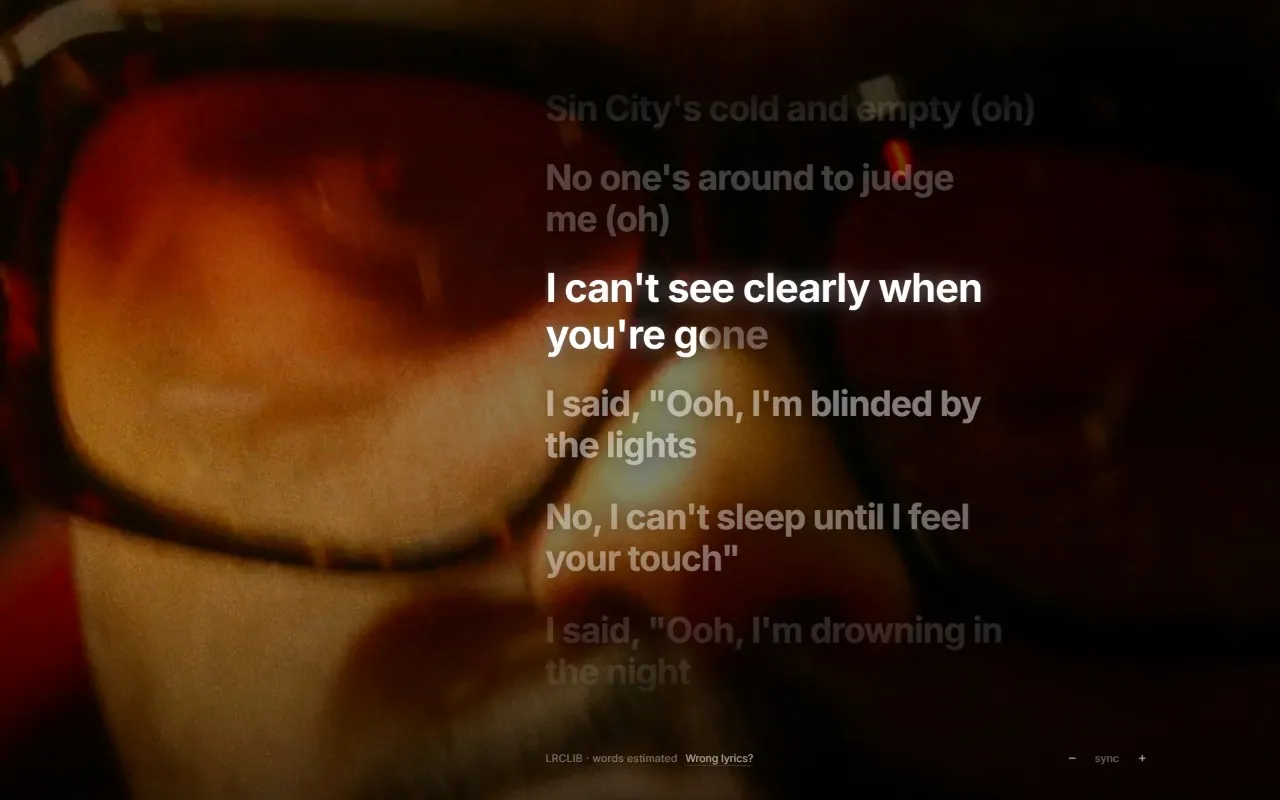 Sin City's cold and empty (oh)
No one's around to judge
me (oh)
I can't see clearly when
you're gone
I said, "Ooh, I'm blinded by
the lights
No, I can't sleep until I feel
your touch"
I said, "Ooh, I'm drowning in
the night
LRCLIB · words estimated Wrong lyrics?
− sync +